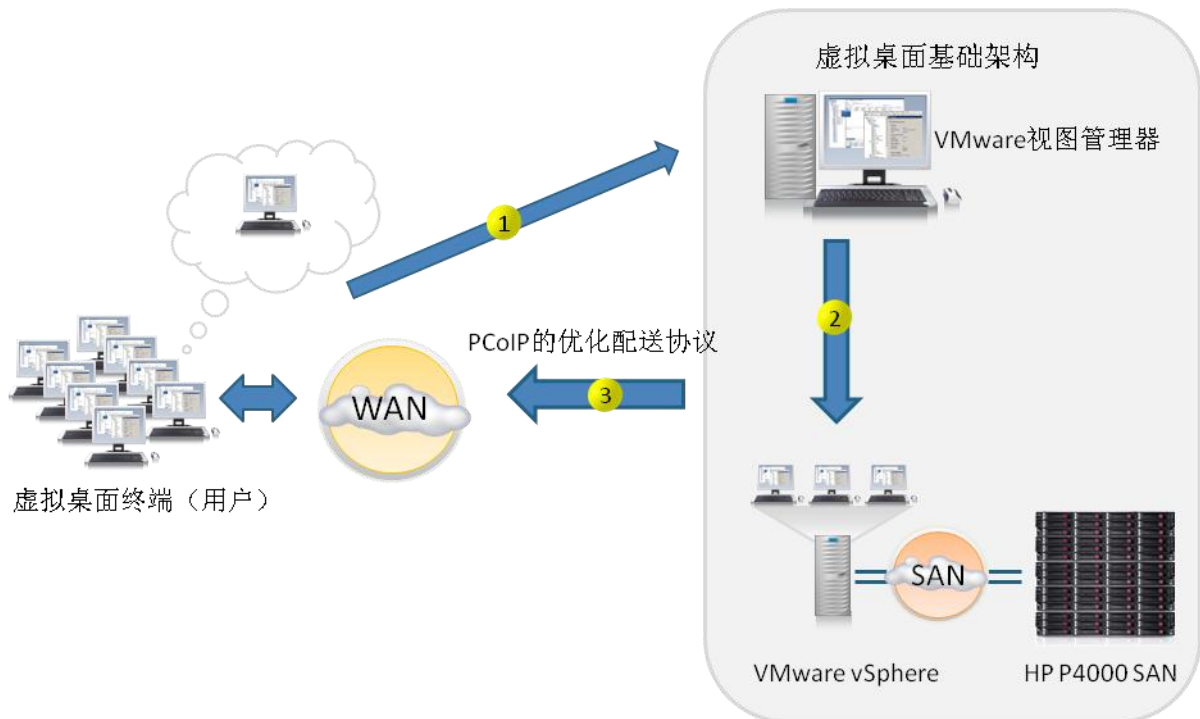 虚拟桌面基础架构
VMware视图管理器
1
2
PCoIP的优化配送协议
3
WAN
虚拟桌面终端（用户）
SAN
VMware vSphere
HP P4000 SAN